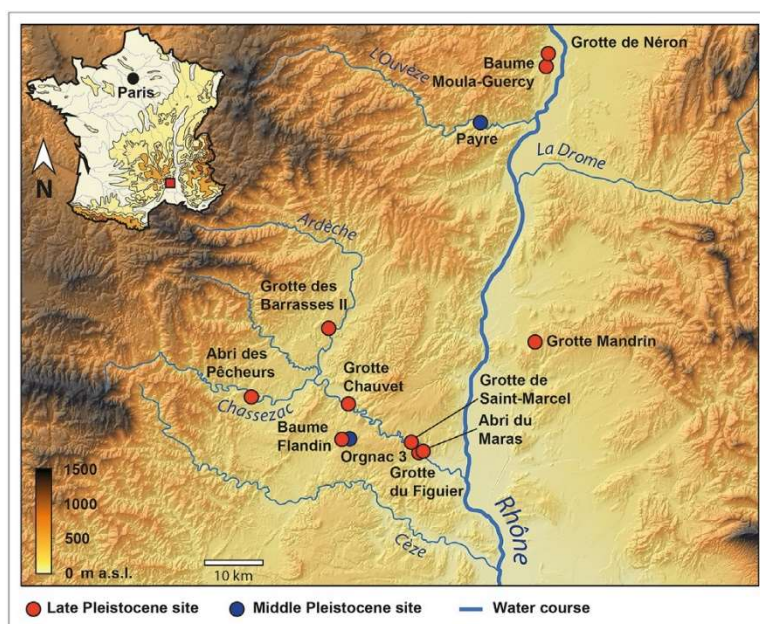 Paris
N
L'Ouvèze
Grotte de Néron
Baume
Moula-Guercy
Payre
La Drome
Ardèche
Grotte des
Barrasses II
Grotte Mandrin
Abri des
Pêcheurs
Grotte
Chauvet
Grotte de
Saint-Marcel
Chassezac
Abri du
Maras
Baume
Flandin
Orgnac 3
Grotte
du Figuier
1500
1000
500
0 m a.s.l.
Rhône
Cèze
10 km
Late Pleistocene site
Middle Pleistocene site
Water course